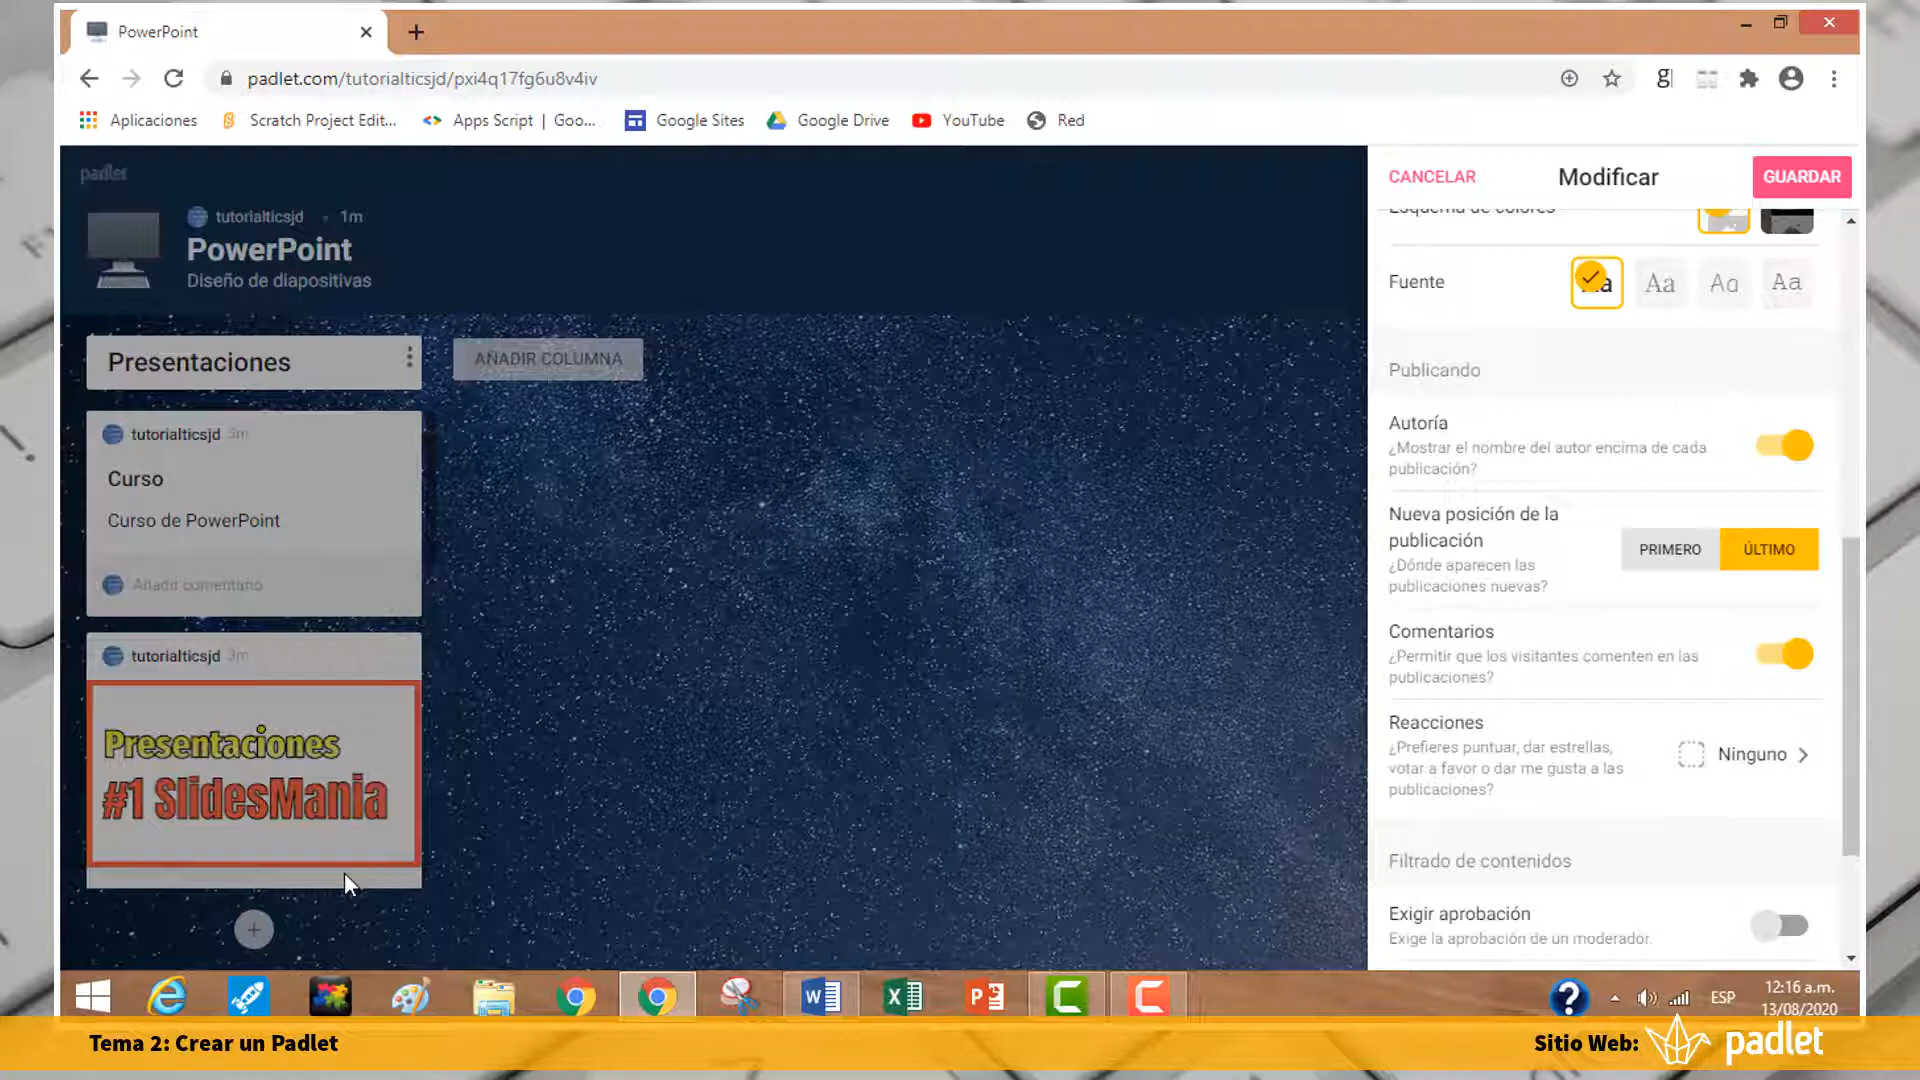 PowerPoint
padlet.com/tutorialticsjd/pxi4q17fg6u8v4iv
Aplicaciones
Scratch Project Edit...
Apps Script | Goo...
Google Sites
Google Drive
YouTube
Red
padlet
tutorialticsjd • 1m
PowerPoint
Diseño de diapositivas
Presentaciones
AÑADIR COLUMNA
tutorialticsjd 3m
Curso
Curso de PowerPoint
Añadir comentario
tutorialticsjd 3m
Presentaciones
#1 SlidesMania
CANCELAR
Modificar
GUARDAR
Esquema de colores
Fuente
Aa Aa Aa
Publicando
Autoría
¿Mostrar el nombre del autor encima de cada
publicación?
Nueva posición de la
publicación
PRIMERO
ÚLTIMO
¿Dónde aparecen las
publicaciones nuevas?
Comentarios
¿Permitir que los visitantes comenten en las
publicaciones?
Reacciones
¿Prefieres puntuar, dar estrellas,
votar a favor o dar me gusta a las
publicaciones?
Ninguno
Filtrado de contenidos
Exigir aprobación
Exige la aprobación de un moderador.
ESP
12:16 a.m.
13/08/2020
Tema 2: Crear un Padlet
Sitio Web:
padlet